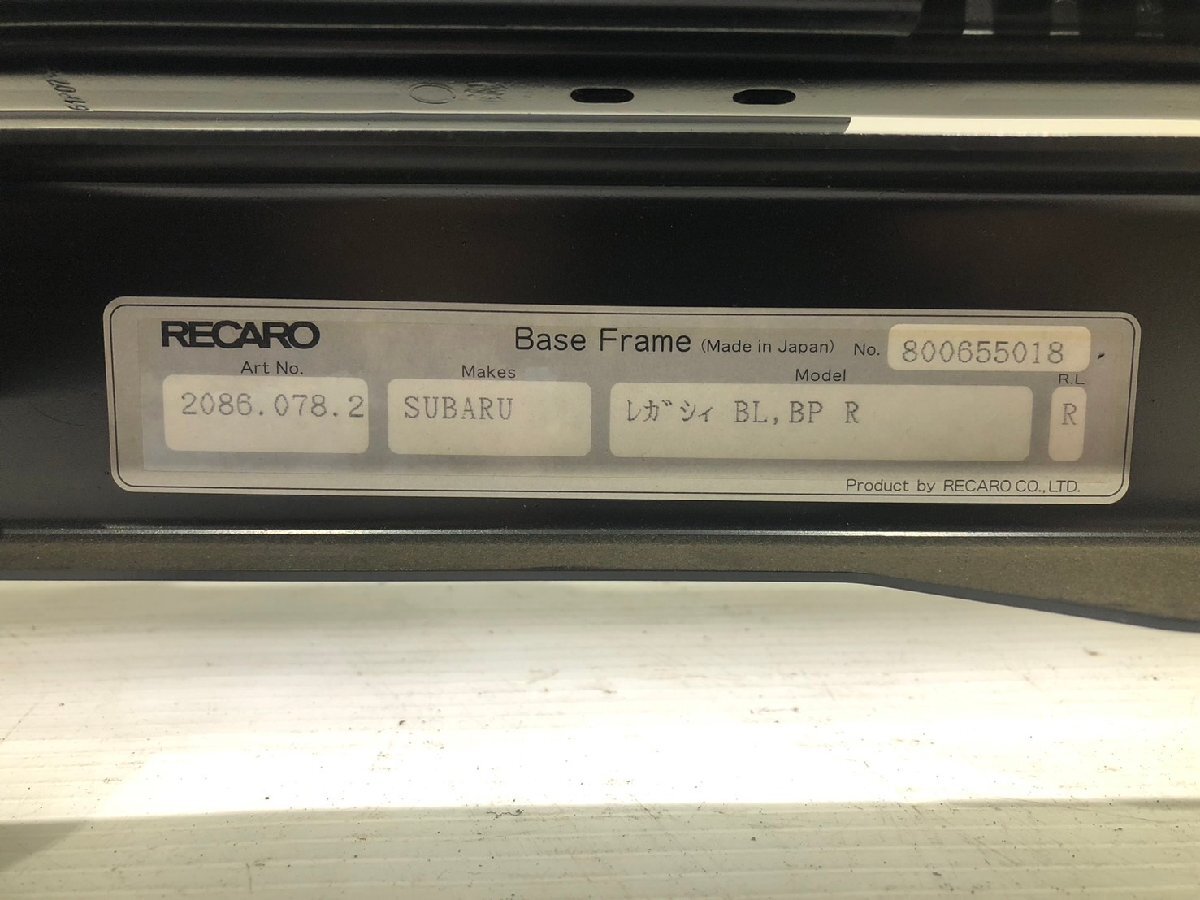 RECARO
Base Frame (Made in Japan) No. 800655018
Art No. Makes Model R.L
2086.078.2 SUBARU ﾚｶﾞｼｨ BL,BP R R
Product by RECARO CO.,LTD.